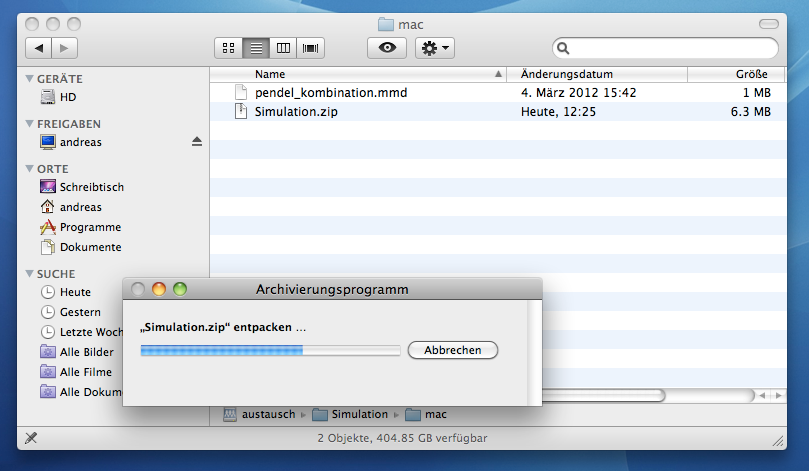 mac
Name Änderungsdatum Größe
pendel_kombination.mmd 4. März 2012 15:42 1 MB
Simulation.zip Heute, 12:25 6.3 MB
GERÄTE
HD
FREIGABEN
andreas
ORTE
Schreibtisch
andreas
Programme
Dokumente
SUCHE
Heute
Gestern
Letzte Woch
Alle Bilder
Alle Filme
Alle Dokum
Archivierungsprogramm
„Simulation.zip“ entpacken ...
Abbrechen
austausch Simulation mac
2 Objekte, 404.85 GB verfügbar